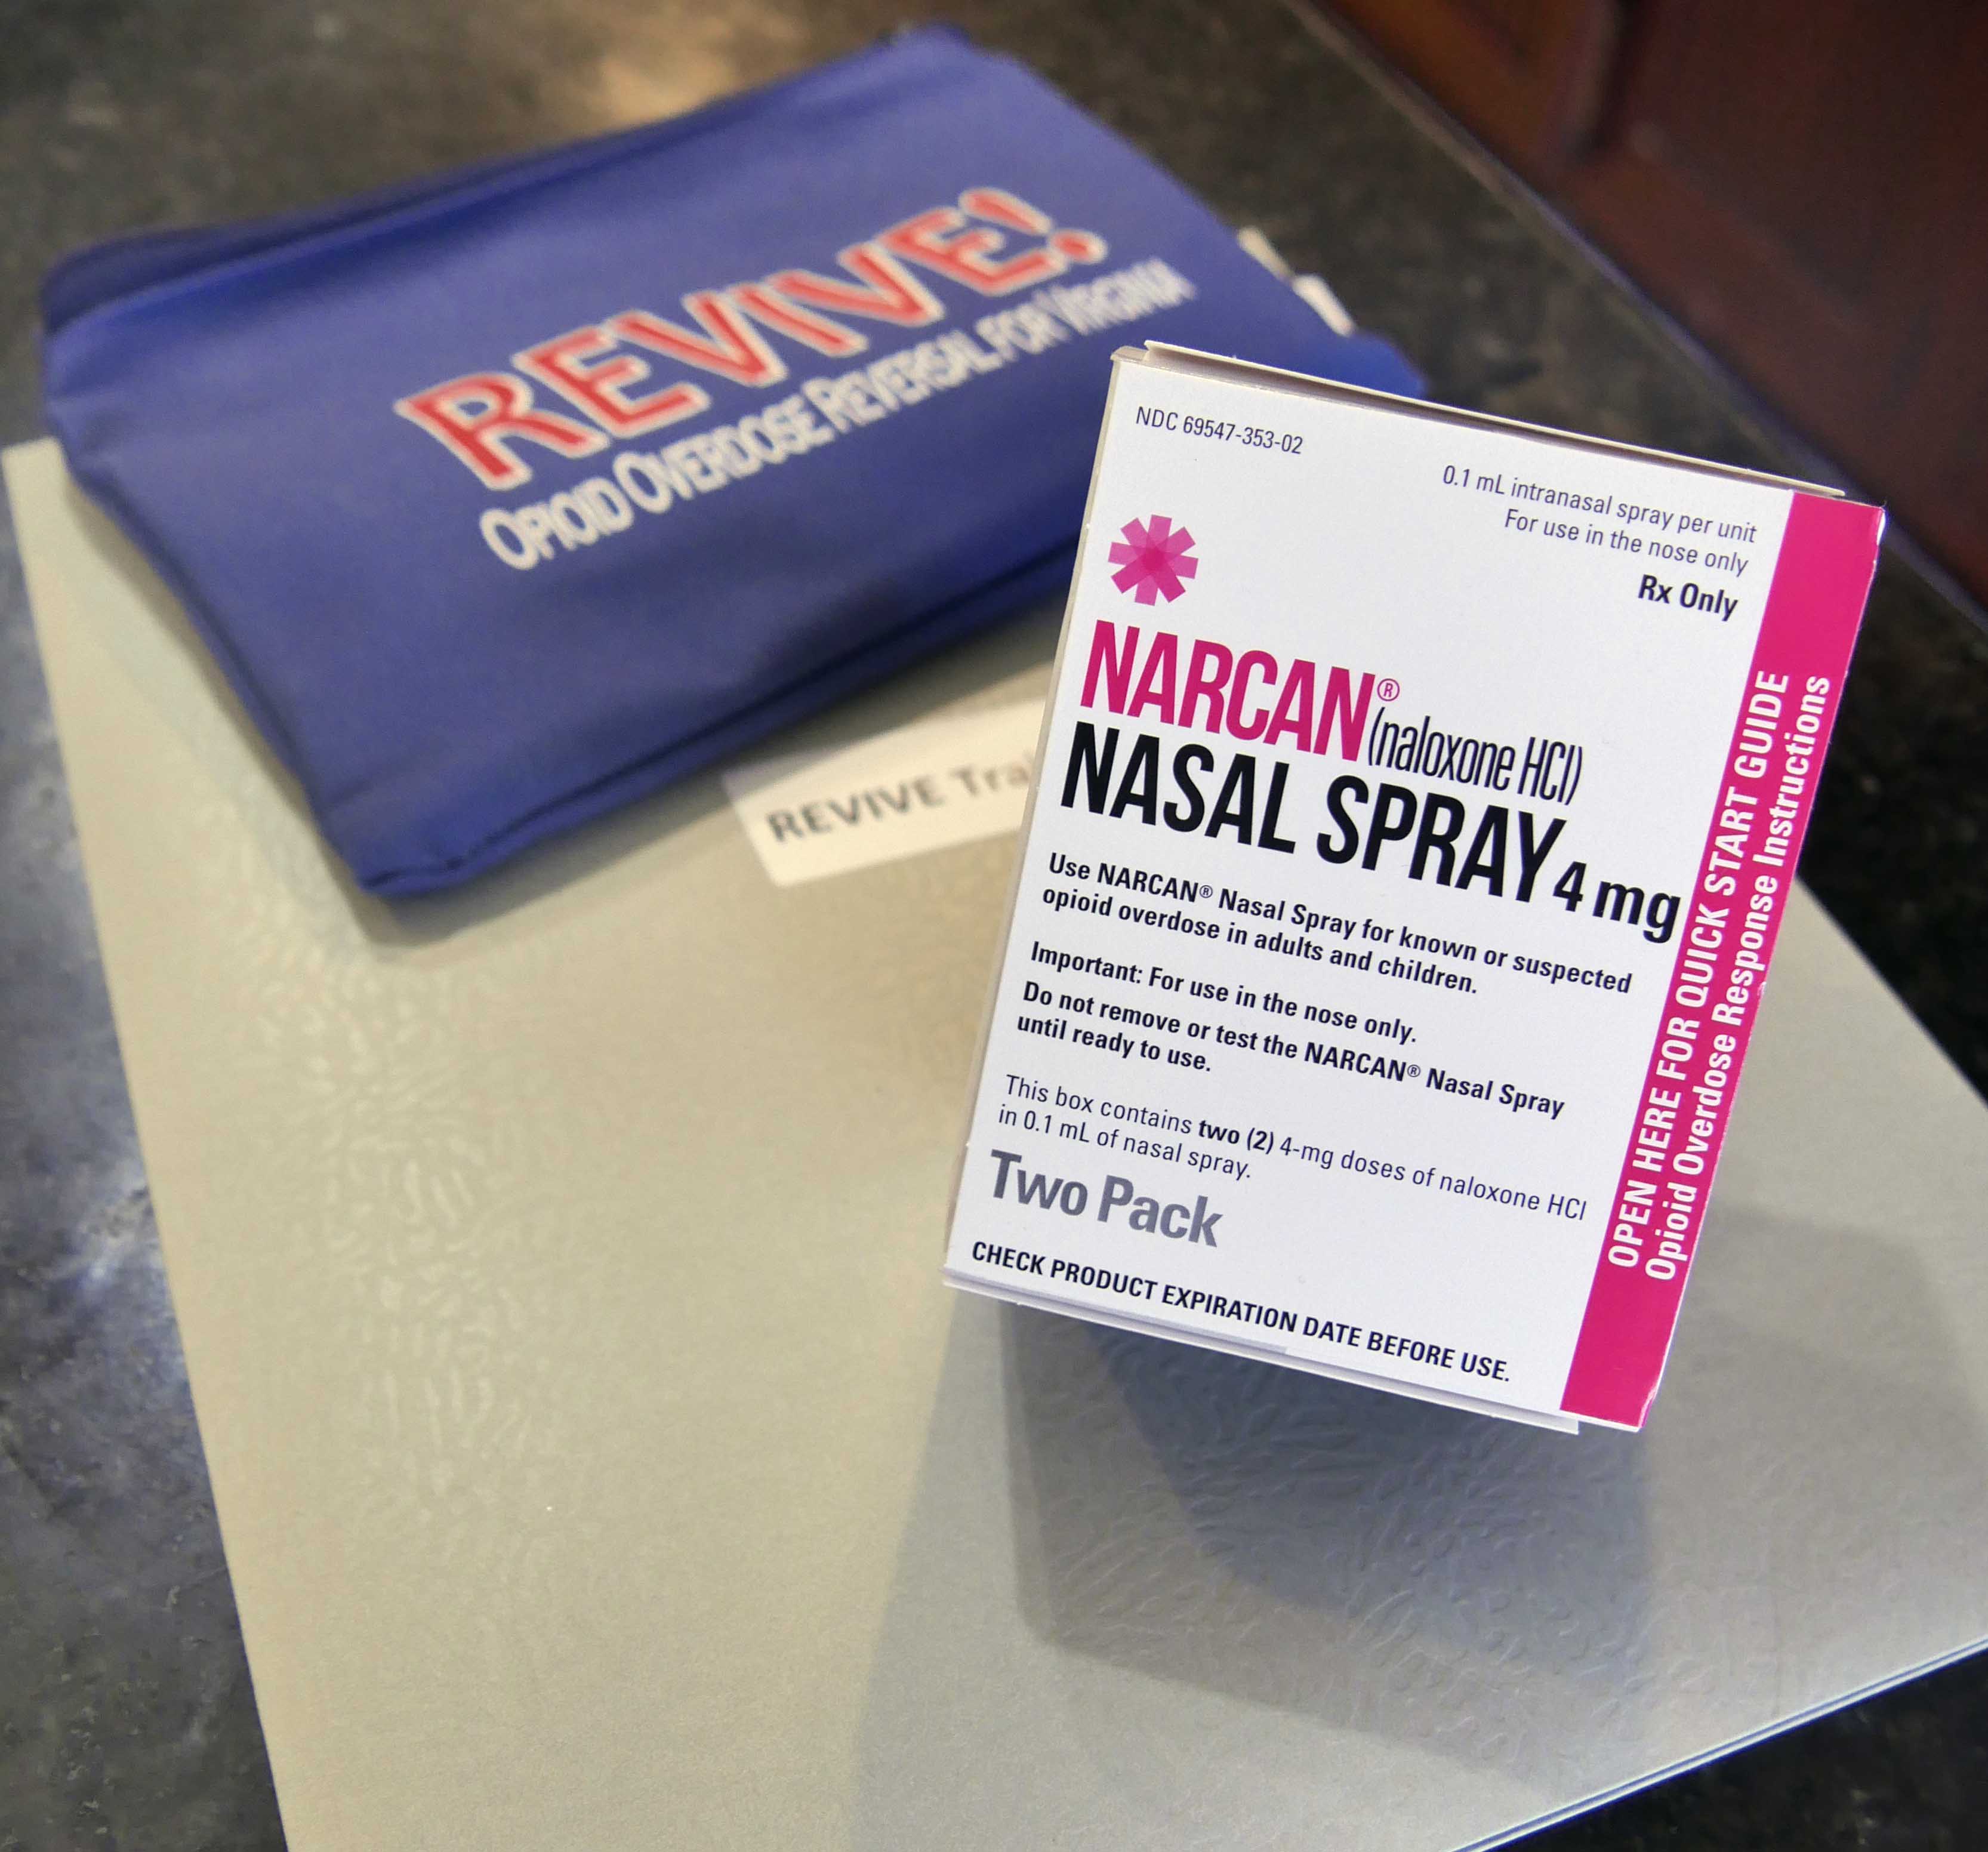 REVIVE!
OPIOID OVERDOSE REVERSAL FOR VIRGINIA
REVIVE Tra
NDC 69547-353-02
0.1 mL intranasal spray per unit
For use in the nose only
Rx Only
NARCAN® (naloxone HCl)
NASAL SPRAY 4 mg
Use NARCAN® Nasal Spray for known or suspected
opioid overdose in adults and children.
Important: For use in the nose only.
Do not remove or test the NARCAN® Nasal Spray
until ready to use.
This box contains two (2) 4-mg doses of naloxone HCl
in 0.1 mL of nasal spray.
Two Pack
CHECK PRODUCT EXPIRATION DATE BEFORE USE.
OPEN HERE FOR QUICK START GUIDE
Opioid Overdose Response Instructions